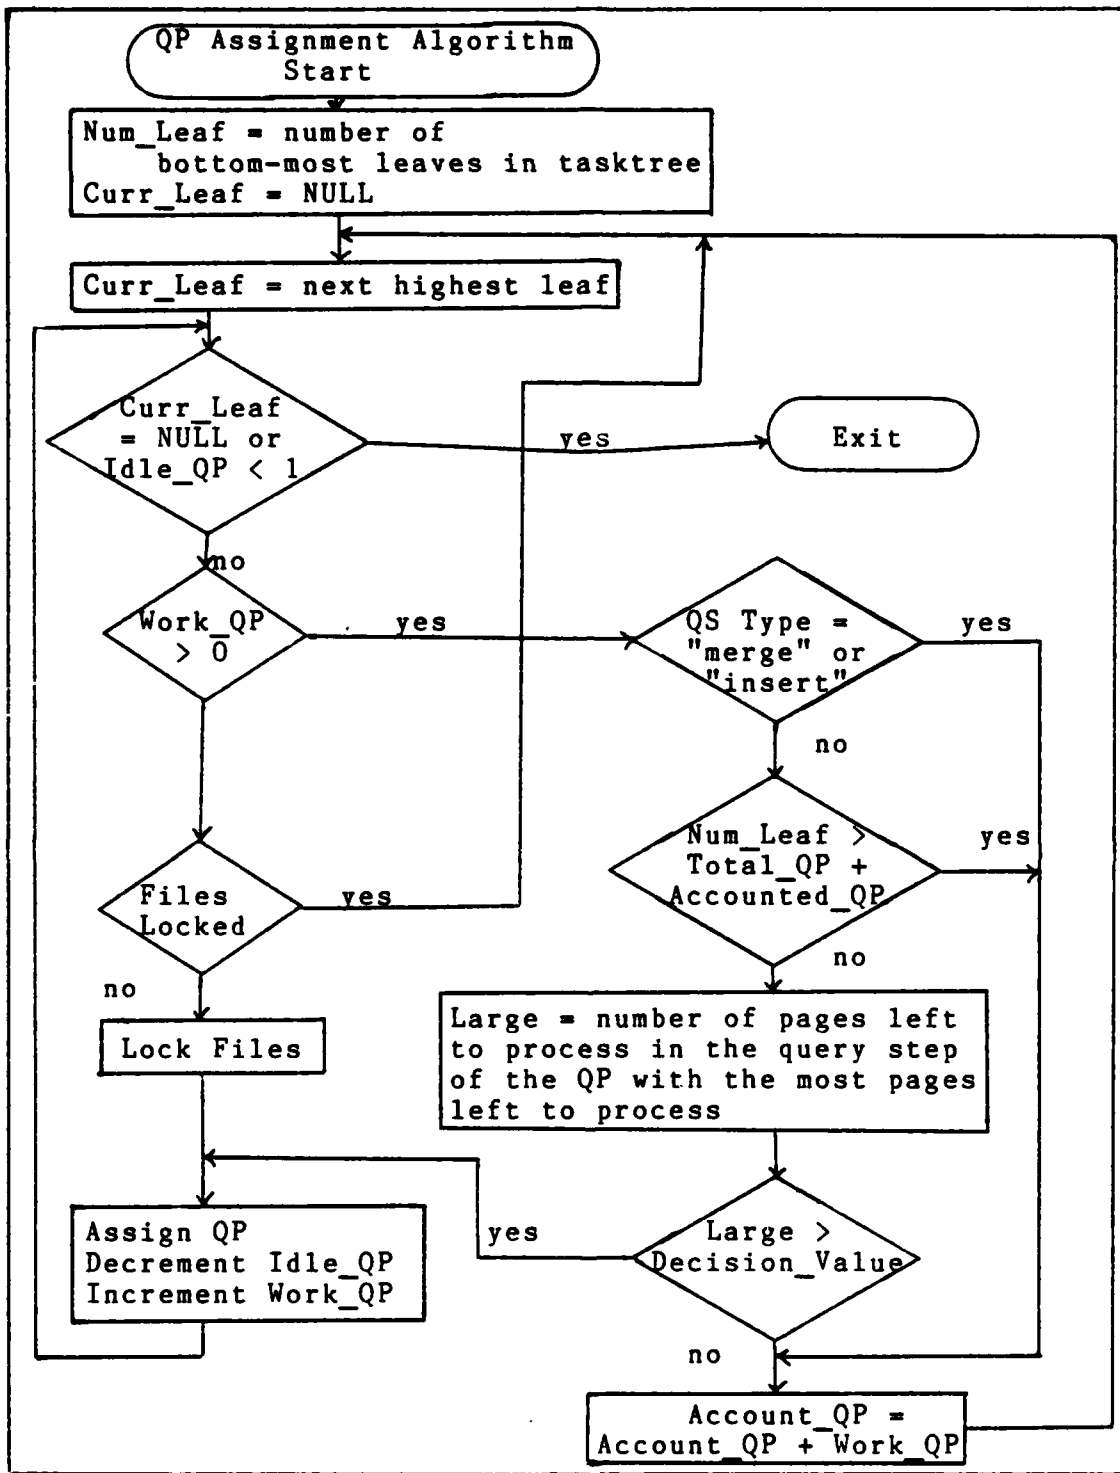 QP Assignment Algorithm
Start
Num_Leaf = number of
bottom-most leaves in tasktree
Curr_Leaf = NULL
Curr_Leaf = next highest leaf
Curr_Leaf
= NULL or
Idle_QP < 1
yes
Exit
no
Work_QP
> 0
yes
QS Type =
"merge" or
"insert"
yes
no
Num_Leaf >
Total_QP +
Accounted_QP
yes
Files
Locked
yes
no
no
Lock Files
Large = number of pages left
to process in the query step
of the QP with the most pages
left to process
Assign QP
Decrement Idle_QP
Increment Work_QP
yes
Large >
Decision_Value
no
Account_QP =
Account_QP + Work_QP